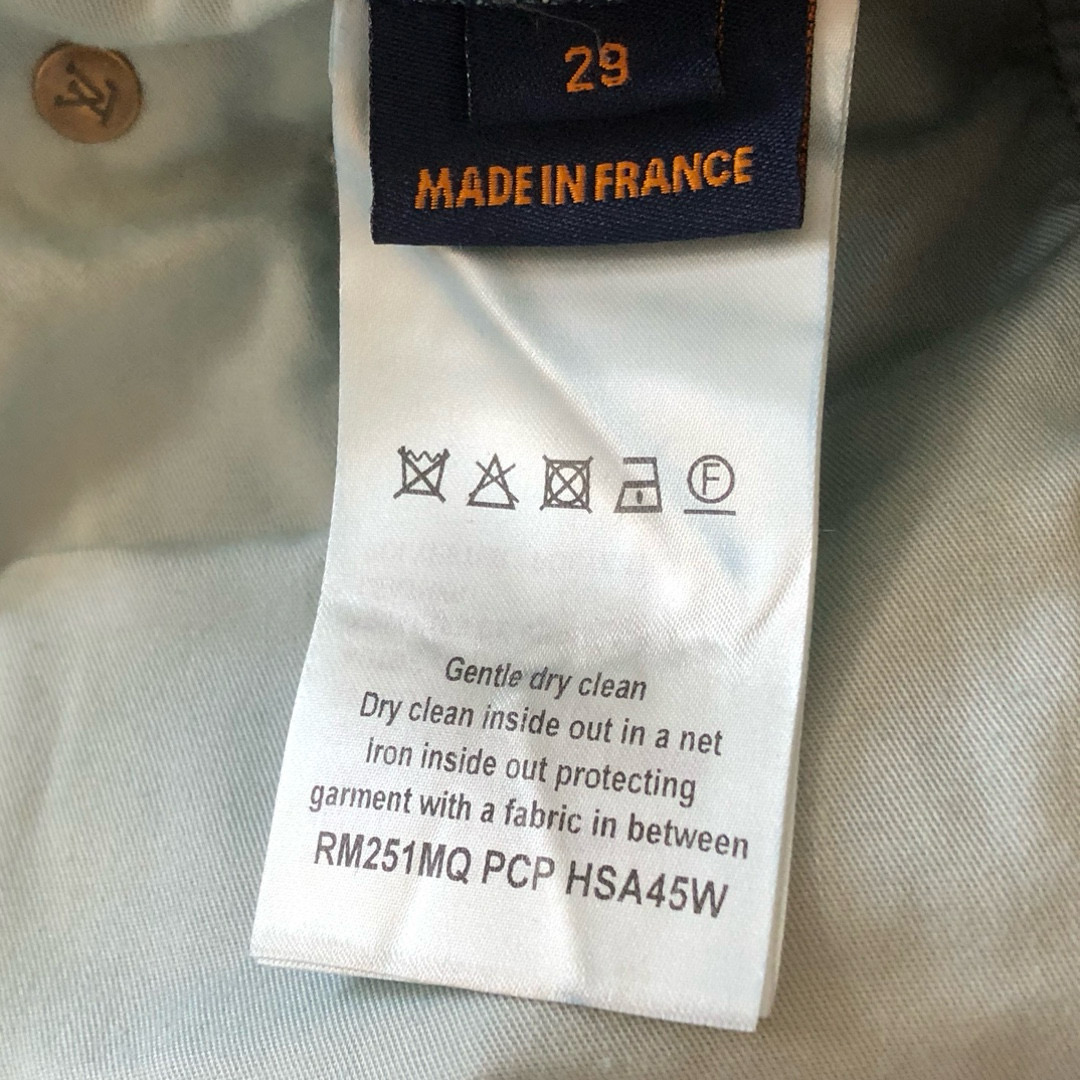 29
MADE IN FRANCE
LV
F
Gentle dry clean
Dry clean inside out in a net
Iron inside out protecting
garment with a fabric in between
RM251MQ PCP HSA45W